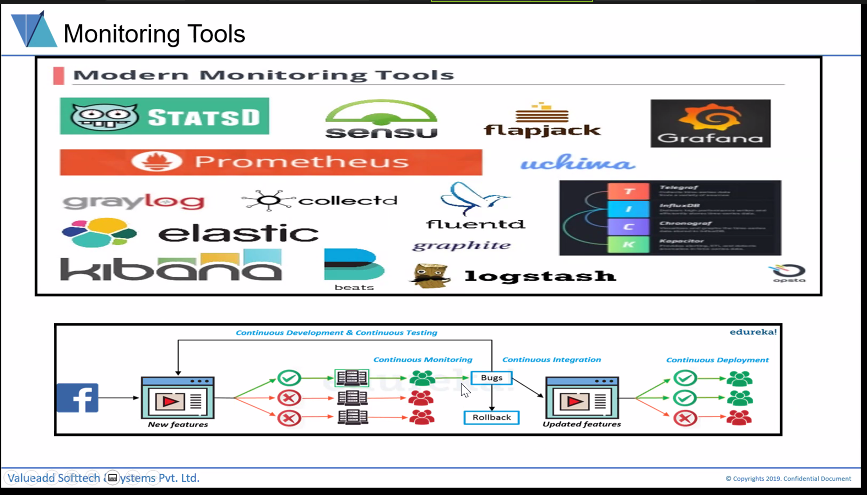 Monitoring Tools
Modern Monitoring Tools
STATSD
sensu
flapjack
Grafana
Prometheus
uchiwa
graylog
collectd
fluentd
T
Telegraf
I
InfluxDB
C
Chronograf
K
Kapacitor
elastic
graphite
kibana
beats
logstash
opsta
Continuous Development & Continuous Testing
edureka!
Continuous Monitoring
Continuous Integration
Continuous Deployment
Bugs
Rollback
New features
Updated features
Valueadd Softtech Systems Pvt. Ltd.
© Copyrights 2019. Confidential Document